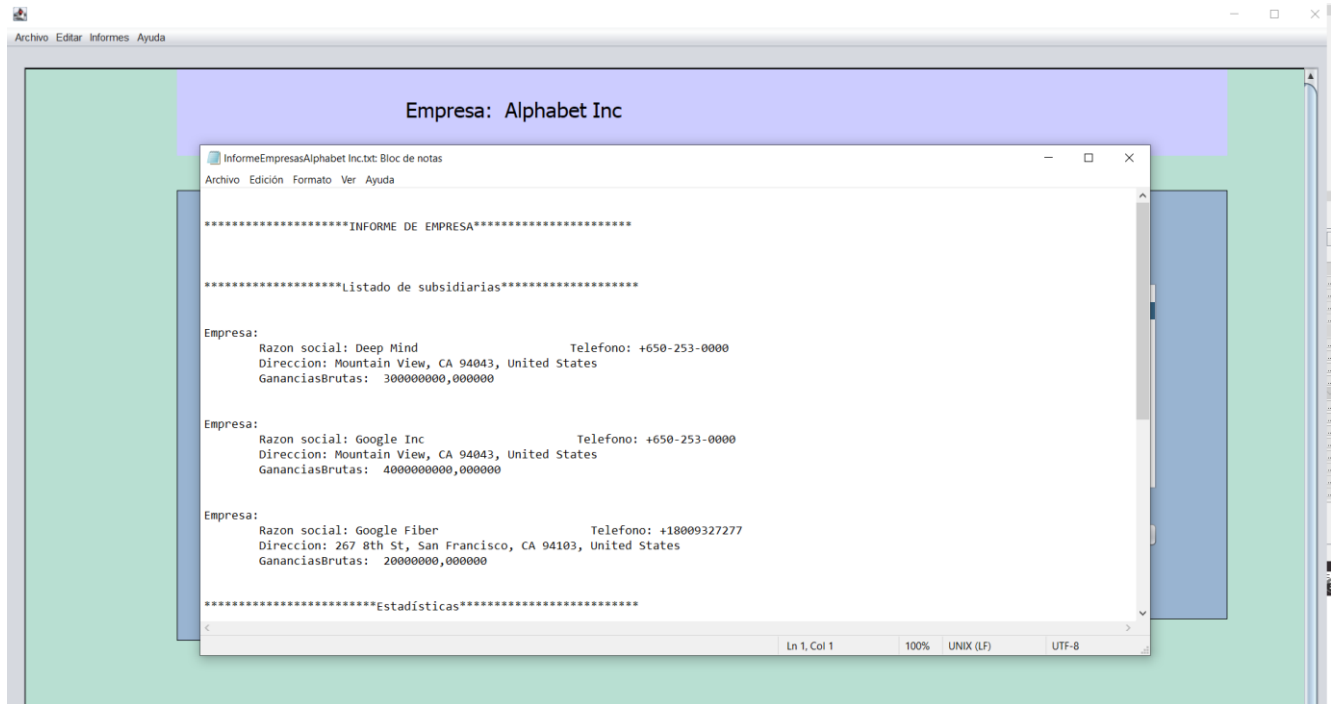 Archivo Editar Informes Ayuda
Empresa: Alphabet Inc
InformeEmpresasAlphabet Inc.txt: Bloc de notas
Archivo Edición Formato Ver Ayuda
*********************INFORME DE EMPRESA***********************
********************Listado de subsidiarias********************
Empresa:
Razon social: Deep Mind Telefono: +650-253-0000
Direccion: Mountain View, CA 94043, United States
GananciasBrutas: 300000000,000000
Empresa:
Razon social: Google Inc Telefono: +650-253-0000
Direccion: Mountain View, CA 94043, United States
GananciasBrutas: 4000000000,000000
Empresa:
Razon social: Google Fiber Telefono: +18009327277
Direccion: 267 8th St, San Francisco, CA 94103, United States
GananciasBrutas: 20000000,000000
*************************Estadísticas**************************
Ln 1, Col 1 100% UNIX (LF) UTF-8